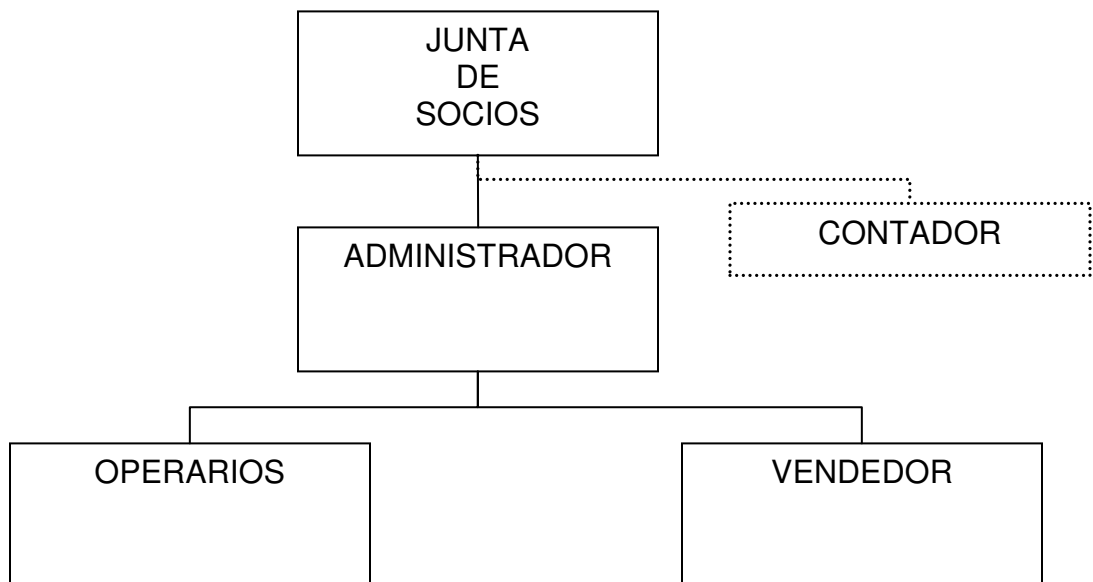 JUNTA
DE
SOCIOS
CONTADOR
ADMINISTRADOR
OPERARIOS
VENDEDOR